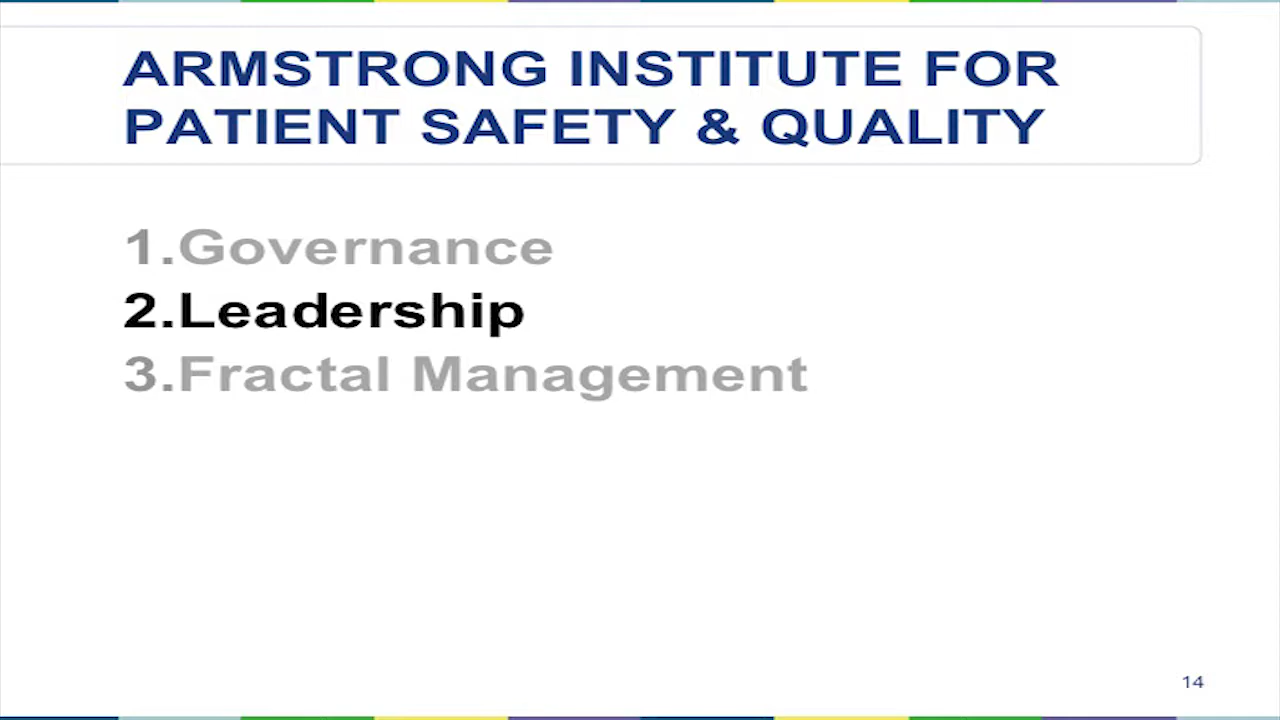 ARMSTRONG INSTITUTE FOR
PATIENT SAFETY & QUALITY
1.Governance
2.Leadership
3.Fractal Management
14